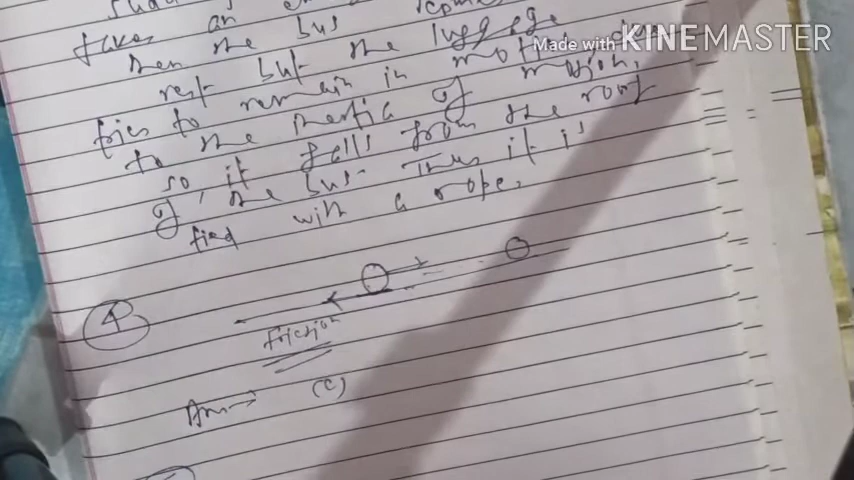 an
then the bus
Made with KINEMASTER
rest but the luggage
tries to remain in motion due
to the inertia of motion.
so, it falls from the roof
of, the bus. Thus it is
tied with a rope.
4
friction
Ans → (c)